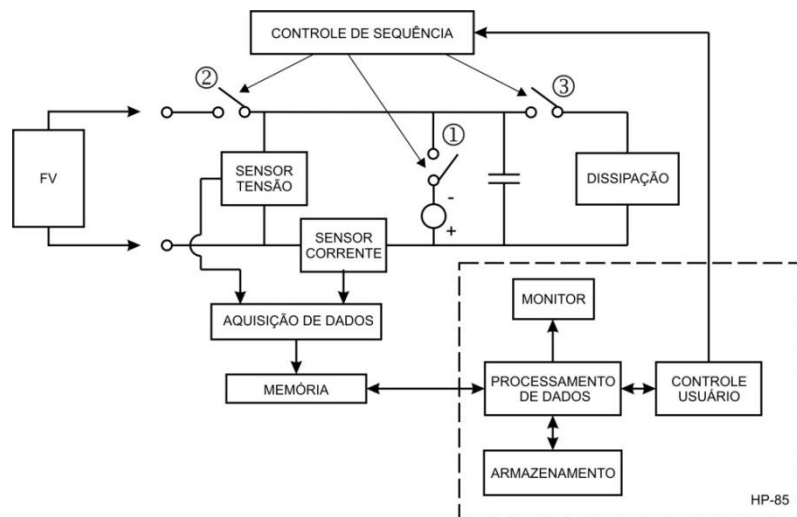 CONTROLE DE SEQUÊNCIA
②
③
①
FV
SENSOR
TENSÃO
DISSIPAÇÃO
-
+
SENSOR
CORRENTE
MONITOR
AQUISIÇÃO DE DADOS
MEMÓRIA
PROCESSAMENTO
DE DADOS
CONTROLE
USUÁRIO
ARMAZENAMENTO
HP-85